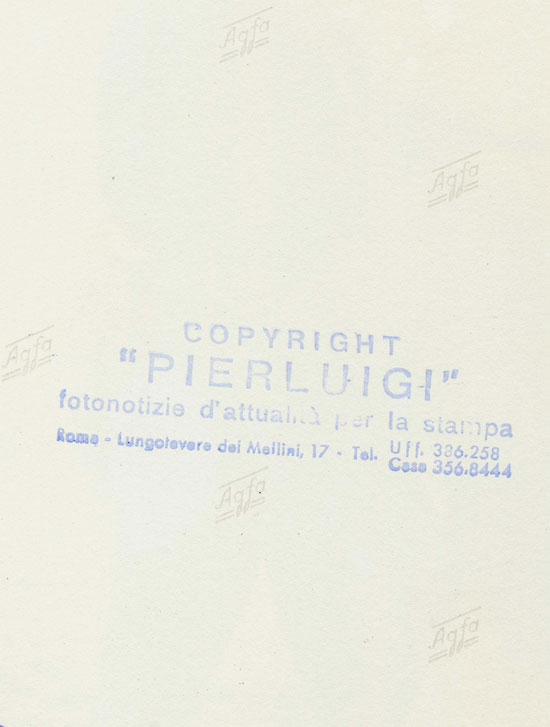 Agfa
Agfa
Agfa
COPYRIGHT
"PIERLUIGI"
fotonotizie d'attualità per la stampa
Roma - Lungotevere dei Mellini, 17 - Tel. Uff. 386.258
Casa 356.8444
Agfa
Agfa